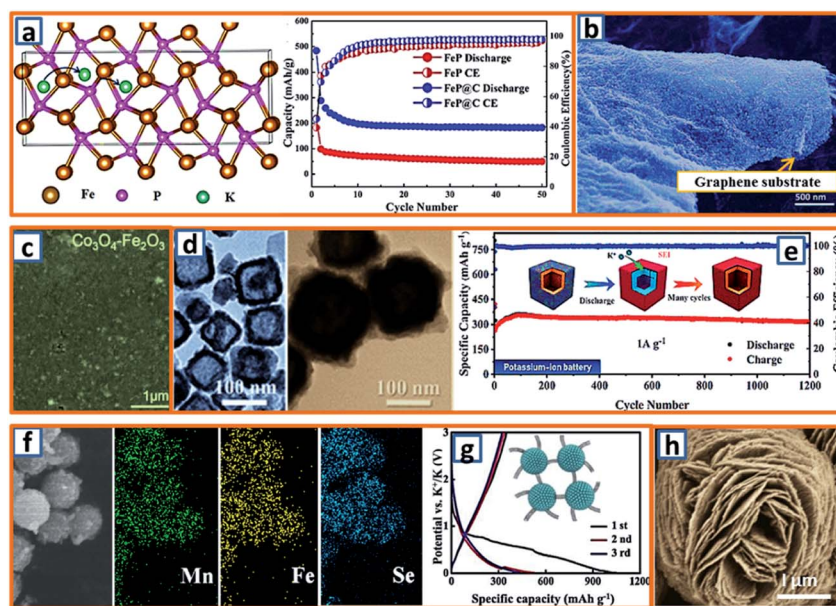 a
600
500
400
300
200
100
0
Capacity (mAh/g)
FeP Discharge
FeP CE
FeP@C Discharge
FeP@C CE
100
80
60
40
20
0
Coulombic Efficiency(%)
0 10 20 30 40 50
Cycle Number
Fe P K
b
Graphene substrate
500 nm
c
Co₃O₄-Fe₂O₃
1μm
d
100 nm
100 nm
e
750
600
450
300
150
0
Specific Capacity (mAh g⁻¹)
K⁺
SEI
Discharge
Many cycles
1A g⁻¹
Discharge
Charge
Potassium-ion battery
100
80
60
40
20
0
0 200 400 600 800 1000 1200
Cycle Number
f
Mn
Fe
Se
g
3
2
1
0
Potential vs. K⁺/K (V)
1 st
2 nd
3 rd
0 300 600 900 1200
Specific capacity (mAh g⁻¹)
h
1 μm